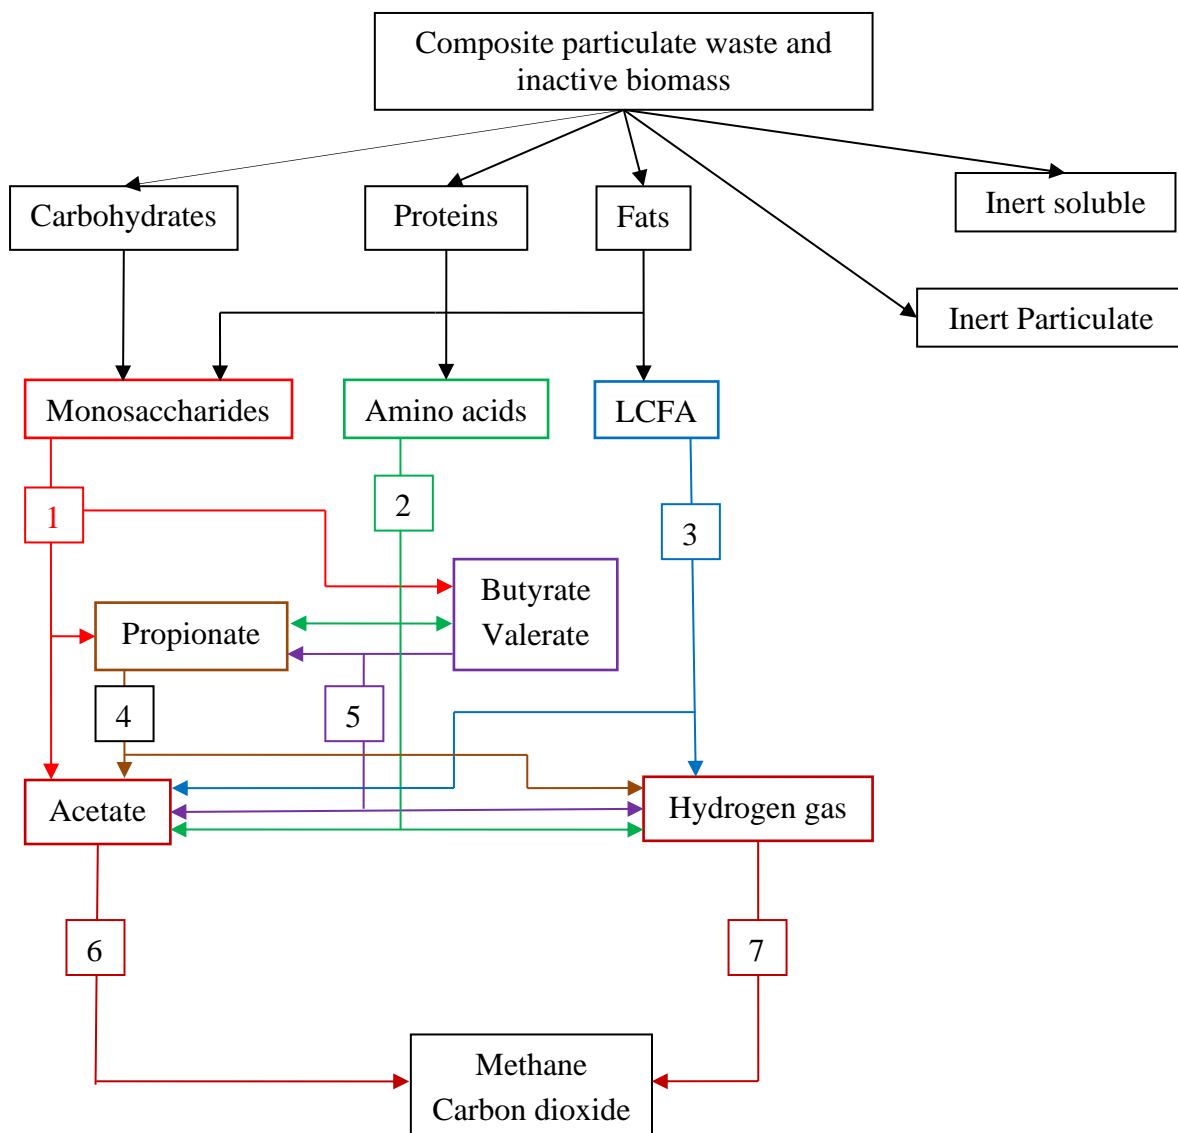 Composite particulate waste and
inactive biomass
Carbohydrates
Proteins
Fats
Inert soluble
Inert Particulate
Monosaccharides
Amino acids
LCFA
1
2
3
Butyrate
Valerate
Propionate
4
5
Acetate
Hydrogen gas
6
7
Methane
Carbon dioxide